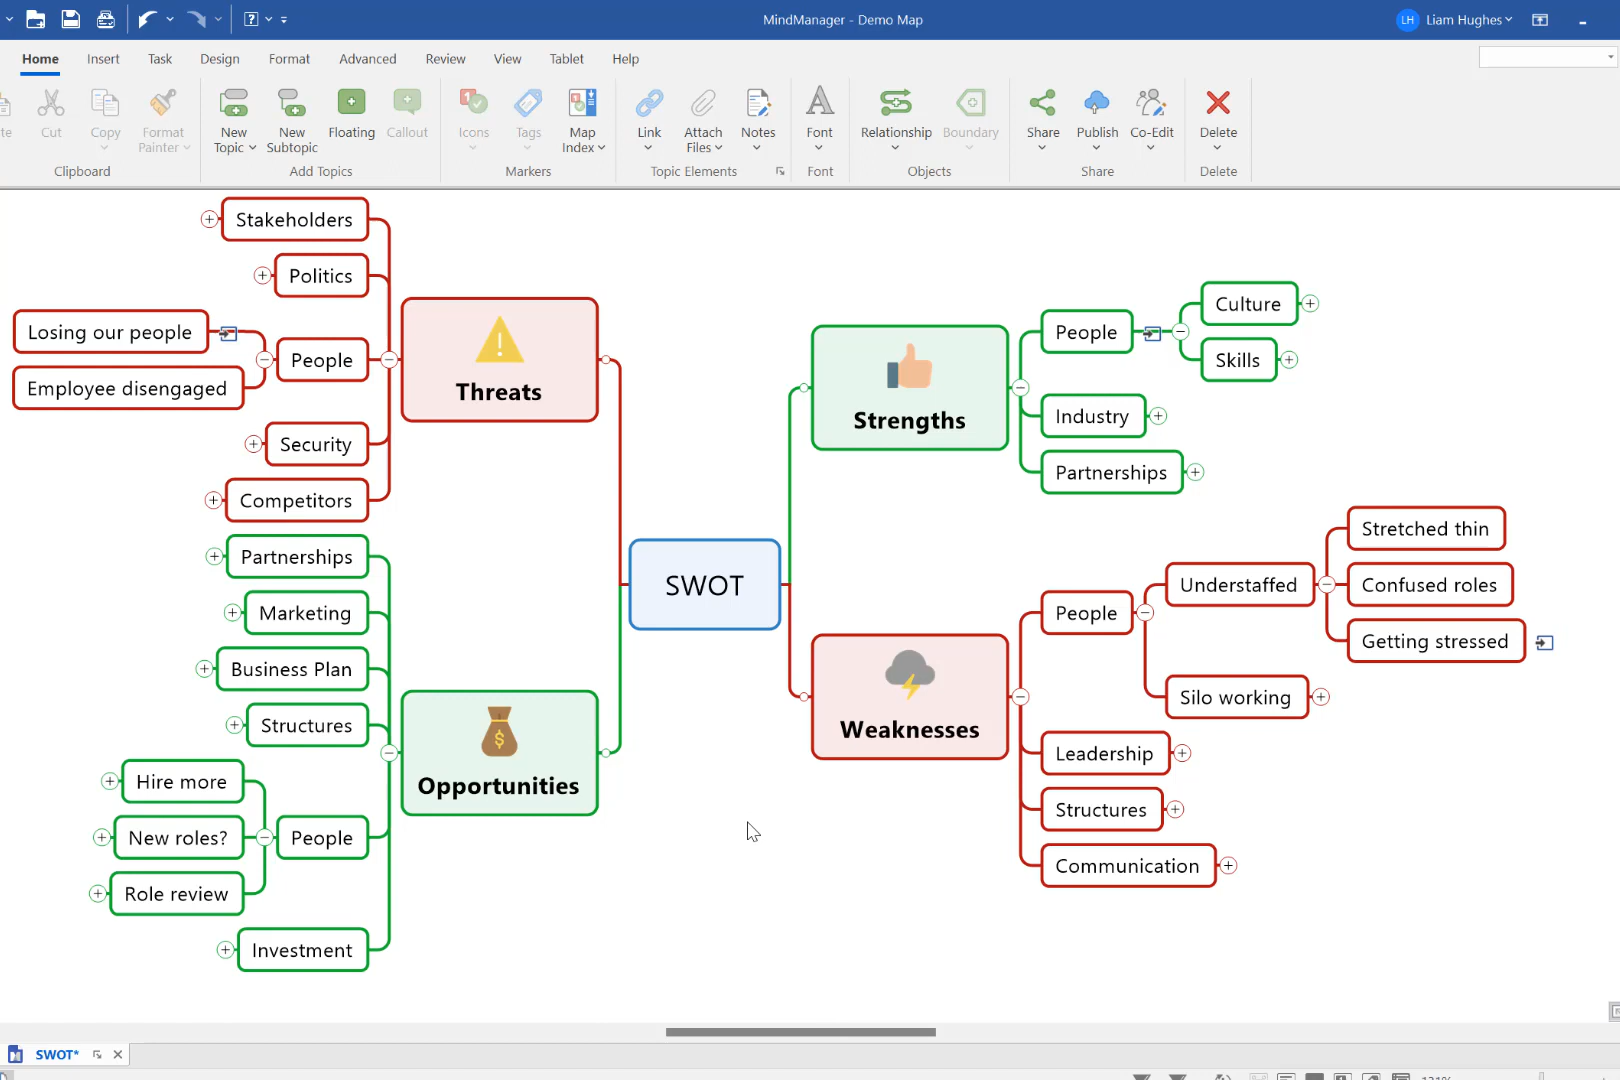 MindManager - Demo Map
LH Liam Hughes
Home Insert Task Design Format Advanced Review View Tablet Help
Cut
Copy
Format Painter
Clipboard
New Topic
New Subtopic
Floating
Callout
Add Topics
Icons
Tags
Map Index
Markers
Link
Attach Files
Notes
Topic Elements
Font
Font
Relationship
Boundary
Objects
Share
Publish
Co-Edit
Share
Delete
Delete
Stakeholders
Politics
Losing our people
Employee disengaged
People
Security
Competitors
Threats
Partnerships
Marketing
Business Plan
Structures
Hire more
New roles?
Role review
People
Investment
$
Opportunities
SWOT
Strengths
People
Culture
Skills
Industry
Partnerships
Weaknesses
People
Understaffed
Stretched thin
Confused roles
Getting stressed
Silo working
Leadership
Structures
Communication
SWOT*